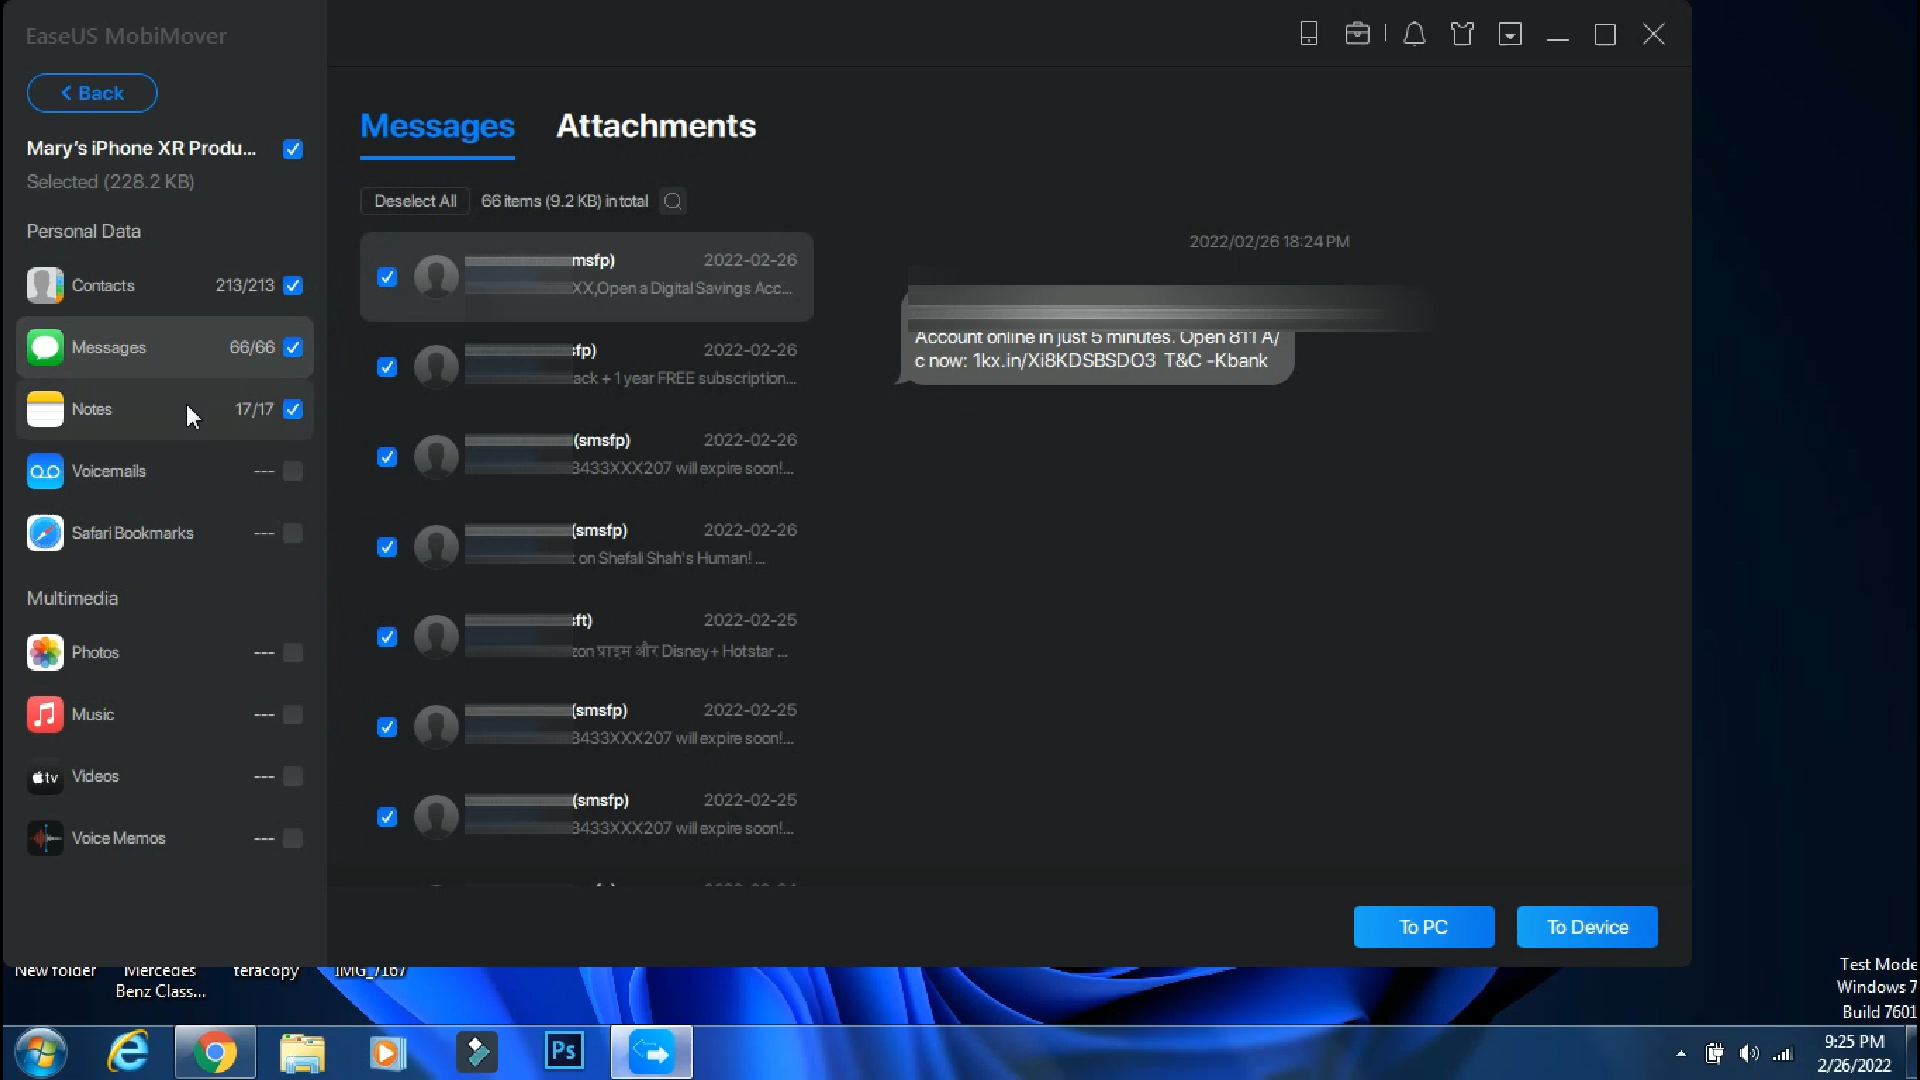 EaseUS MobiMover
Back
Mary's iPhone XR Produ...
Selected (228.2 KB)
Personal Data
Contacts 213/213
Messages 66/66
Notes 17/17
Voicemails ---
Safari Bookmarks ---
Multimedia
Photos ---
Music ---
Videos ---
Voice Memos ---
Messages Attachments
Deselect All 66 items (9.2 KB) in total
msfp) 2022-02-26
XX,Open a Digital Savings Acc...
fp) 2022-02-26
ack + 1 year FREE subscription...
(smsfp) 2022-02-26
8433XXX207 will expire soon!...
(smsfp) 2022-02-26
on Shefali Shah's Human! ...
ft) 2022-02-25
zon प्राइम और Disney+ Hotstar ...
(smsfp) 2022-02-25
8433XXX207 will expire soon!...
(smsfp) 2022-02-25
8433XXX207 will expire soon!...
2022/02/26 18:24 PM
Account online in just 5 minutes. Open 811 A/
c now: 1kx.in/Xi8KDSBSDO3 T&C -Kbank
To PC To Device
New folder Mercedes
Benz Class...
teracopy
IMG_7167
Test Mode
Windows 7
Build 7601
tv
Ps
9:25 PM
2/26/2022